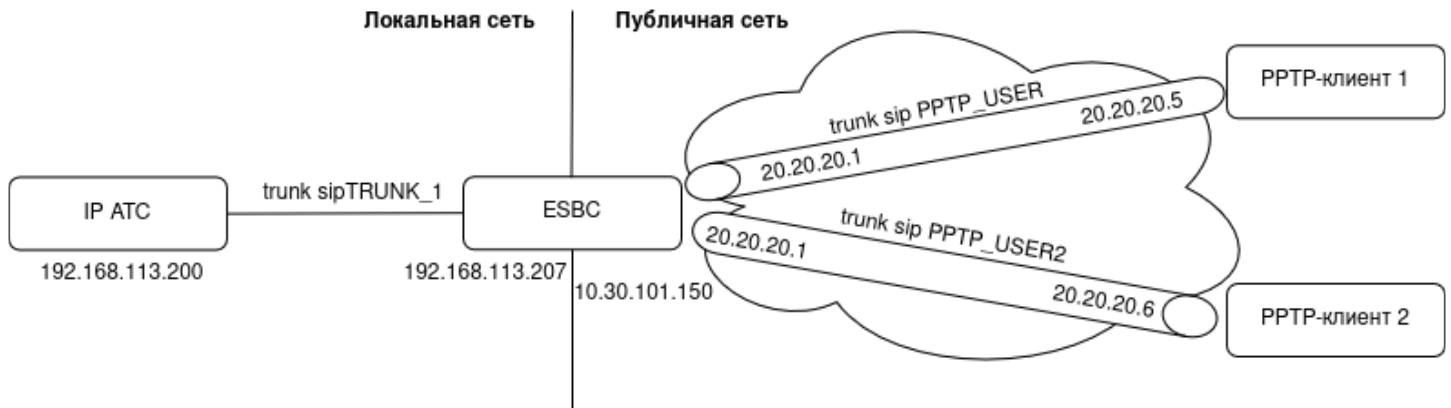 Локальная сеть
Публичная сеть
PPTP-клиент 1
trunk sip PPTP_USER
20.20.20.5
20.20.20.1
trunk sipTRUNK_1
IP АТС
ESBC
192.168.113.200
192.168.113.207
10.30.101.150
trunk sip PPTP_USER2
20.20.20.1
20.20.20.6
PPTP-клиент 2